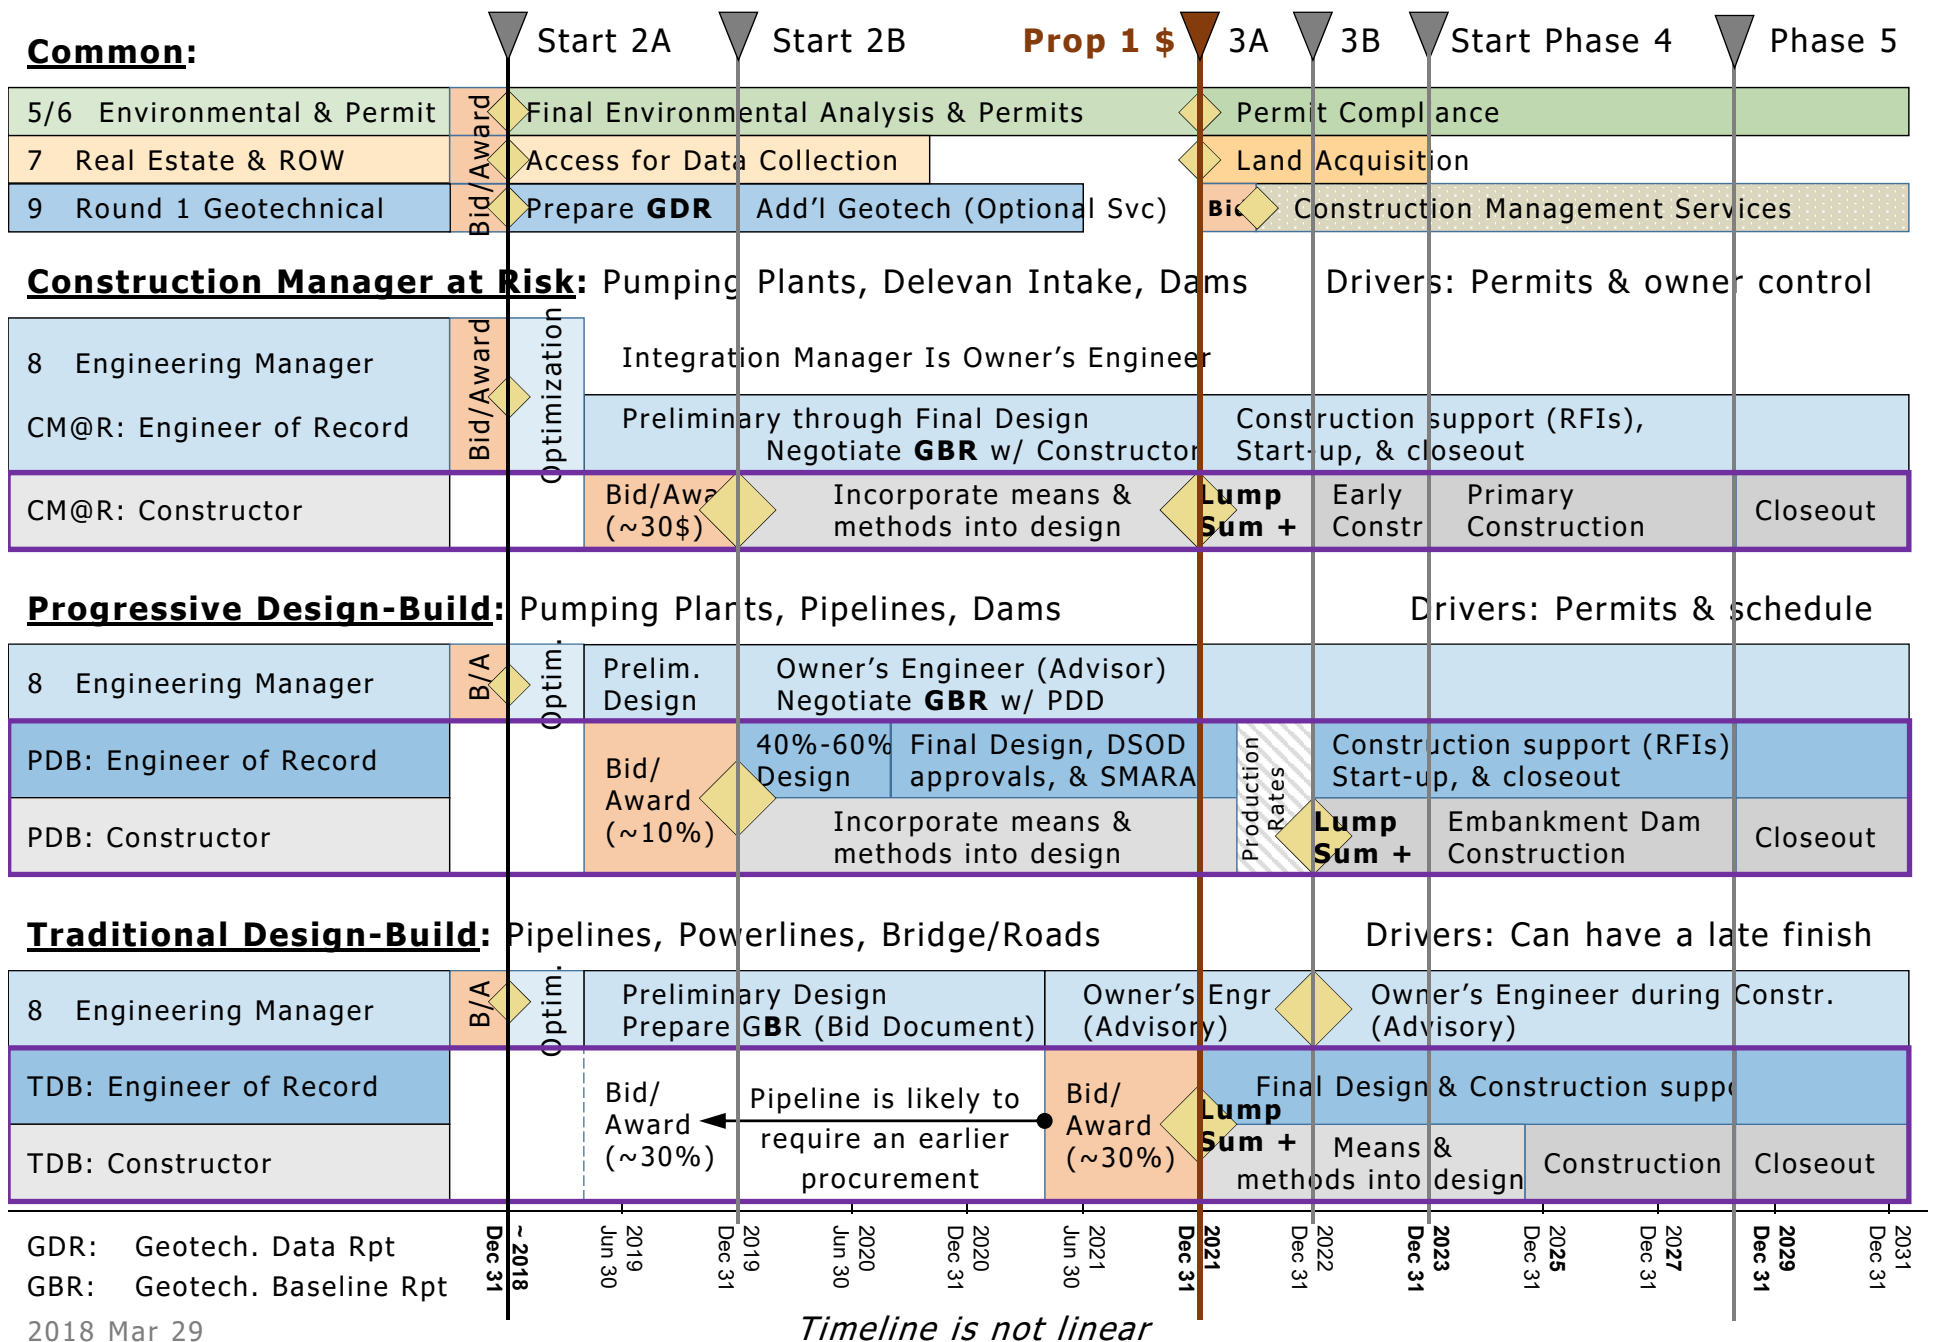 Start 2A
Start 2B
Prop 1 $
3A
3B
Start Phase 4
Phase 5
Common:
5/6 Environmental & Permit
Bid/Award
Final Environmental Analysis & Permits
Permit Compliance
7 Real Estate & ROW
Access for Data Collection
Land Acquisition
9 Round 1 Geotechnical
Prepare GDR
Add'l Geotech (Optional Svc)
Construction Management Services
Construction Manager at Risk: Pumping Plants, Delevan Intake, Dams
Drivers: Permits & owner control
8 Engineering Manager
CM@R: Engineer of Record
Bid/Award
Optimization
Integration Manager Is Owner's Engineer
Preliminary through Final Design
Negotiate GBR w/ Constructor
Construction support (RFIs),
Start-up, & closeout
CM@R: Constructor
Bid/Awa
(~30$)
Incorporate means &
methods into design
Lump
Sum +
Early
Constr
Primary
Construction
Closeout
Progressive Design-Build: Pumping Plants, Pipelines, Dams
Drivers: Permits & schedule
8 Engineering Manager
B/A
Optim.
Prelim.
Design
Owner's Engineer (Advisor)
Negotiate GBR w/ PDD
PDB: Engineer of Record
PDB: Constructor
Bid/
Award
(~10%)
40%-60%
Design
Final Design, DSOD
approvals, & SMARA
Incorporate means &
methods into design
Production
Rates
Construction support (RFIs)
Start-up, & closeout
Lump
Sum +
Embankment Dam
Construction
Closeout
Traditional Design-Build: Pipelines, Powerlines, Bridge/Roads
Drivers: Can have a late finish
8 Engineering Manager
B/A
Optim.
Preliminary Design
Prepare GBR (Bid Document)
Owner's Engr
(Advisory)
Owner's Engineer during Constr.
(Advisory)
TDB: Engineer of Record
TDB: Constructor
Bid/
Award
(~30%)
Pipeline is likely to
require an earlier
procurement
Bid/
Award
(~30%)
Lump
Sum +
Final Design & Construction supp
Means &
methods into design
Construction
Closeout
~ 2018
Dec 31
2019
Jun 30
2019
Dec 31
2020
Jun 30
2020
Dec 31
2021
Jun 30
2021
Dec 31
2022
Dec 31
2023
Dec 31
2025
Dec 31
2027
Dec 31
2029
Dec 31
2031
Dec 31
GDR: Geotech. Data Rpt
GBR: Geotech. Baseline Rpt
2018 Mar 29
Timeline is not linear